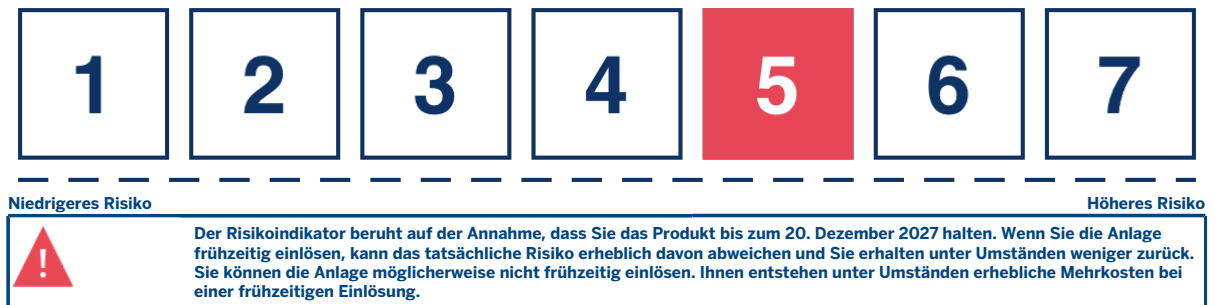 1 2 3 4 5 6 7
Niedrigeres Risiko Höheres Risiko
!
Der Risikoindikator beruht auf der Annahme, dass Sie das Produkt bis zum 20. Dezember 2027 halten. Wenn Sie die Anlage
frühzeitig einlösen, kann das tatsächliche Risiko erheblich davon abweichen und Sie erhalten unter Umständen weniger zurück.
Sie können die Anlage möglicherweise nicht frühzeitig einlösen. Ihnen entstehen unter Umständen erhebliche Mehrkosten bei
einer frühzeitigen Einlösung.